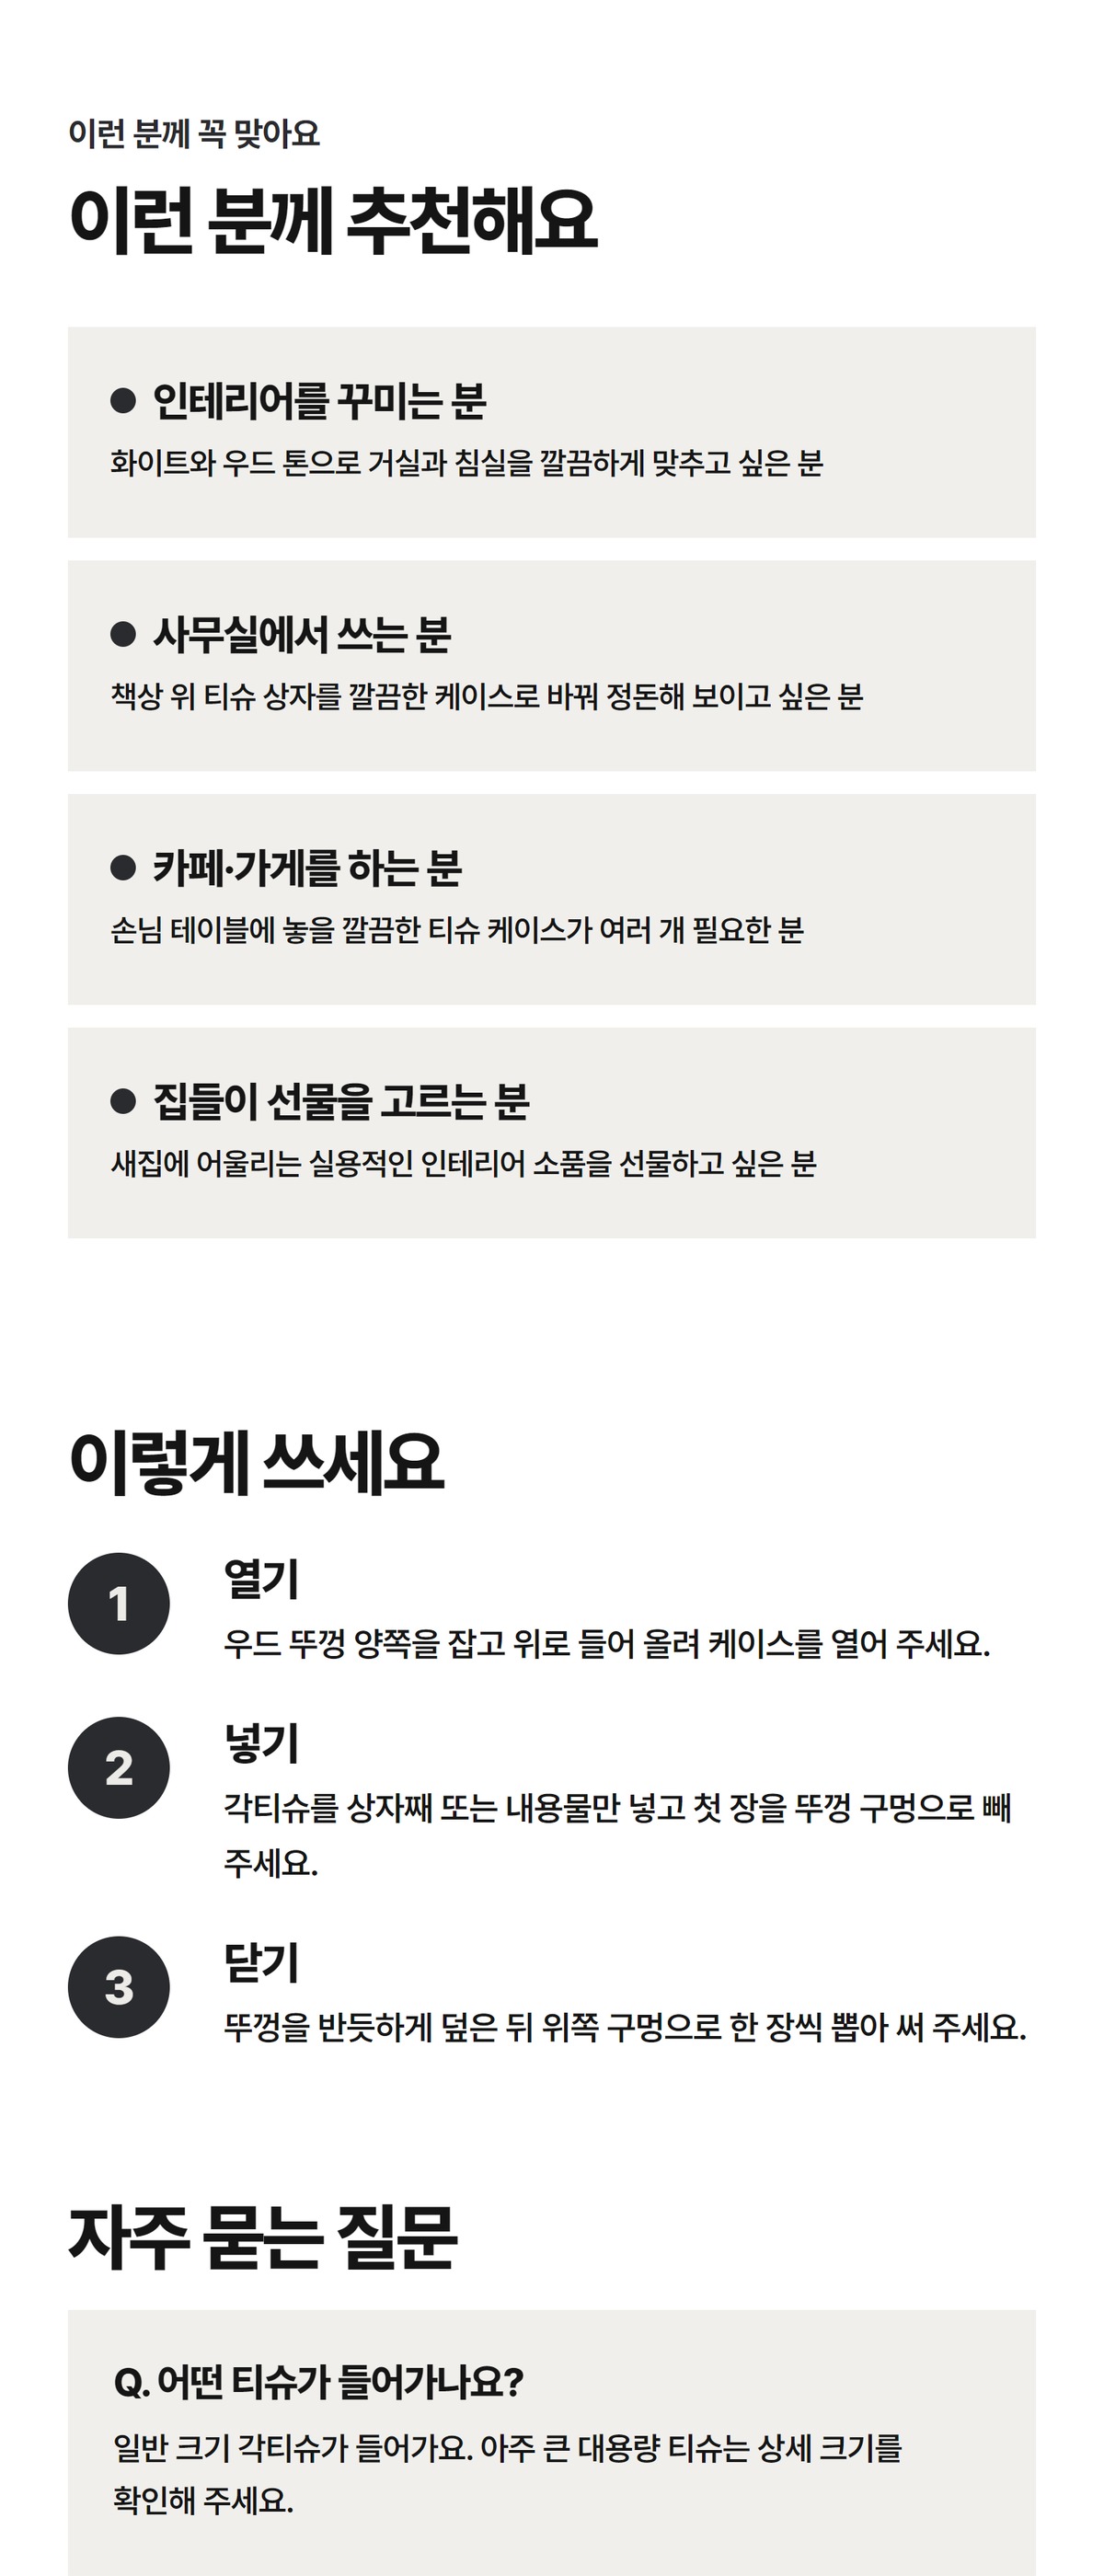 이런 분께 꼭 맞아요
이런 분께 추천해요
인테리어를 꾸미는 분
화이트와 우드 톤으로 거실과 침실을 깔끔하게 맞추고 싶은 분
사무실에서 쓰는 분
책상 위 티슈 상자를 깔끔한 케이스로 바꿔 정돈해 보이고 싶은 분
카페·가게를 하는 분
손님 테이블에 놓을 깔끔한 티슈 케이스가 여러 개 필요한 분
집들이 선물을 고르는 분
새집에 어울리는 실용적인 인테리어 소품을 선물하고 싶은 분
이렇게 쓰세요
1
열기
우드 뚜껑 양쪽을 잡고 위로 들어 올려 케이스를 열어 주세요.
2
넣기
각티슈를 상자째 또는 내용물만 넣고 첫 장을 뚜껑 구멍으로 빼
주세요.
3
닫기
뚜껑을 반듯하게 덮은 뒤 위쪽 구멍으로 한 장씩 뽑아 써 주세요.
자주 묻는 질문
Q. 어떤 티슈가 들어가나요?
일반 크기 각티슈가 들어가요. 아주 큰 대용량 티슈는 상세 크기를
확인해 주세요.